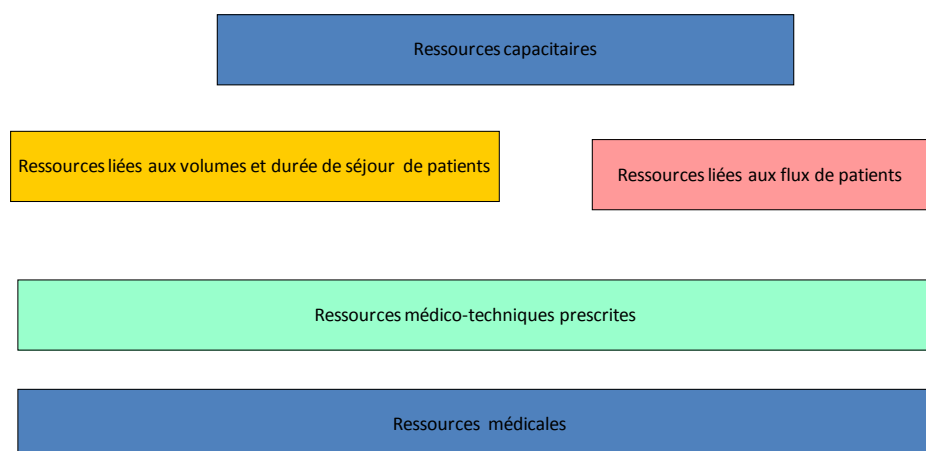 Ressources capacitaires
Ressources liées aux volumes et durée de séjour de patients
Ressources liées aux flux de patients
Ressources médico-techniques prescrites
Ressources médicales